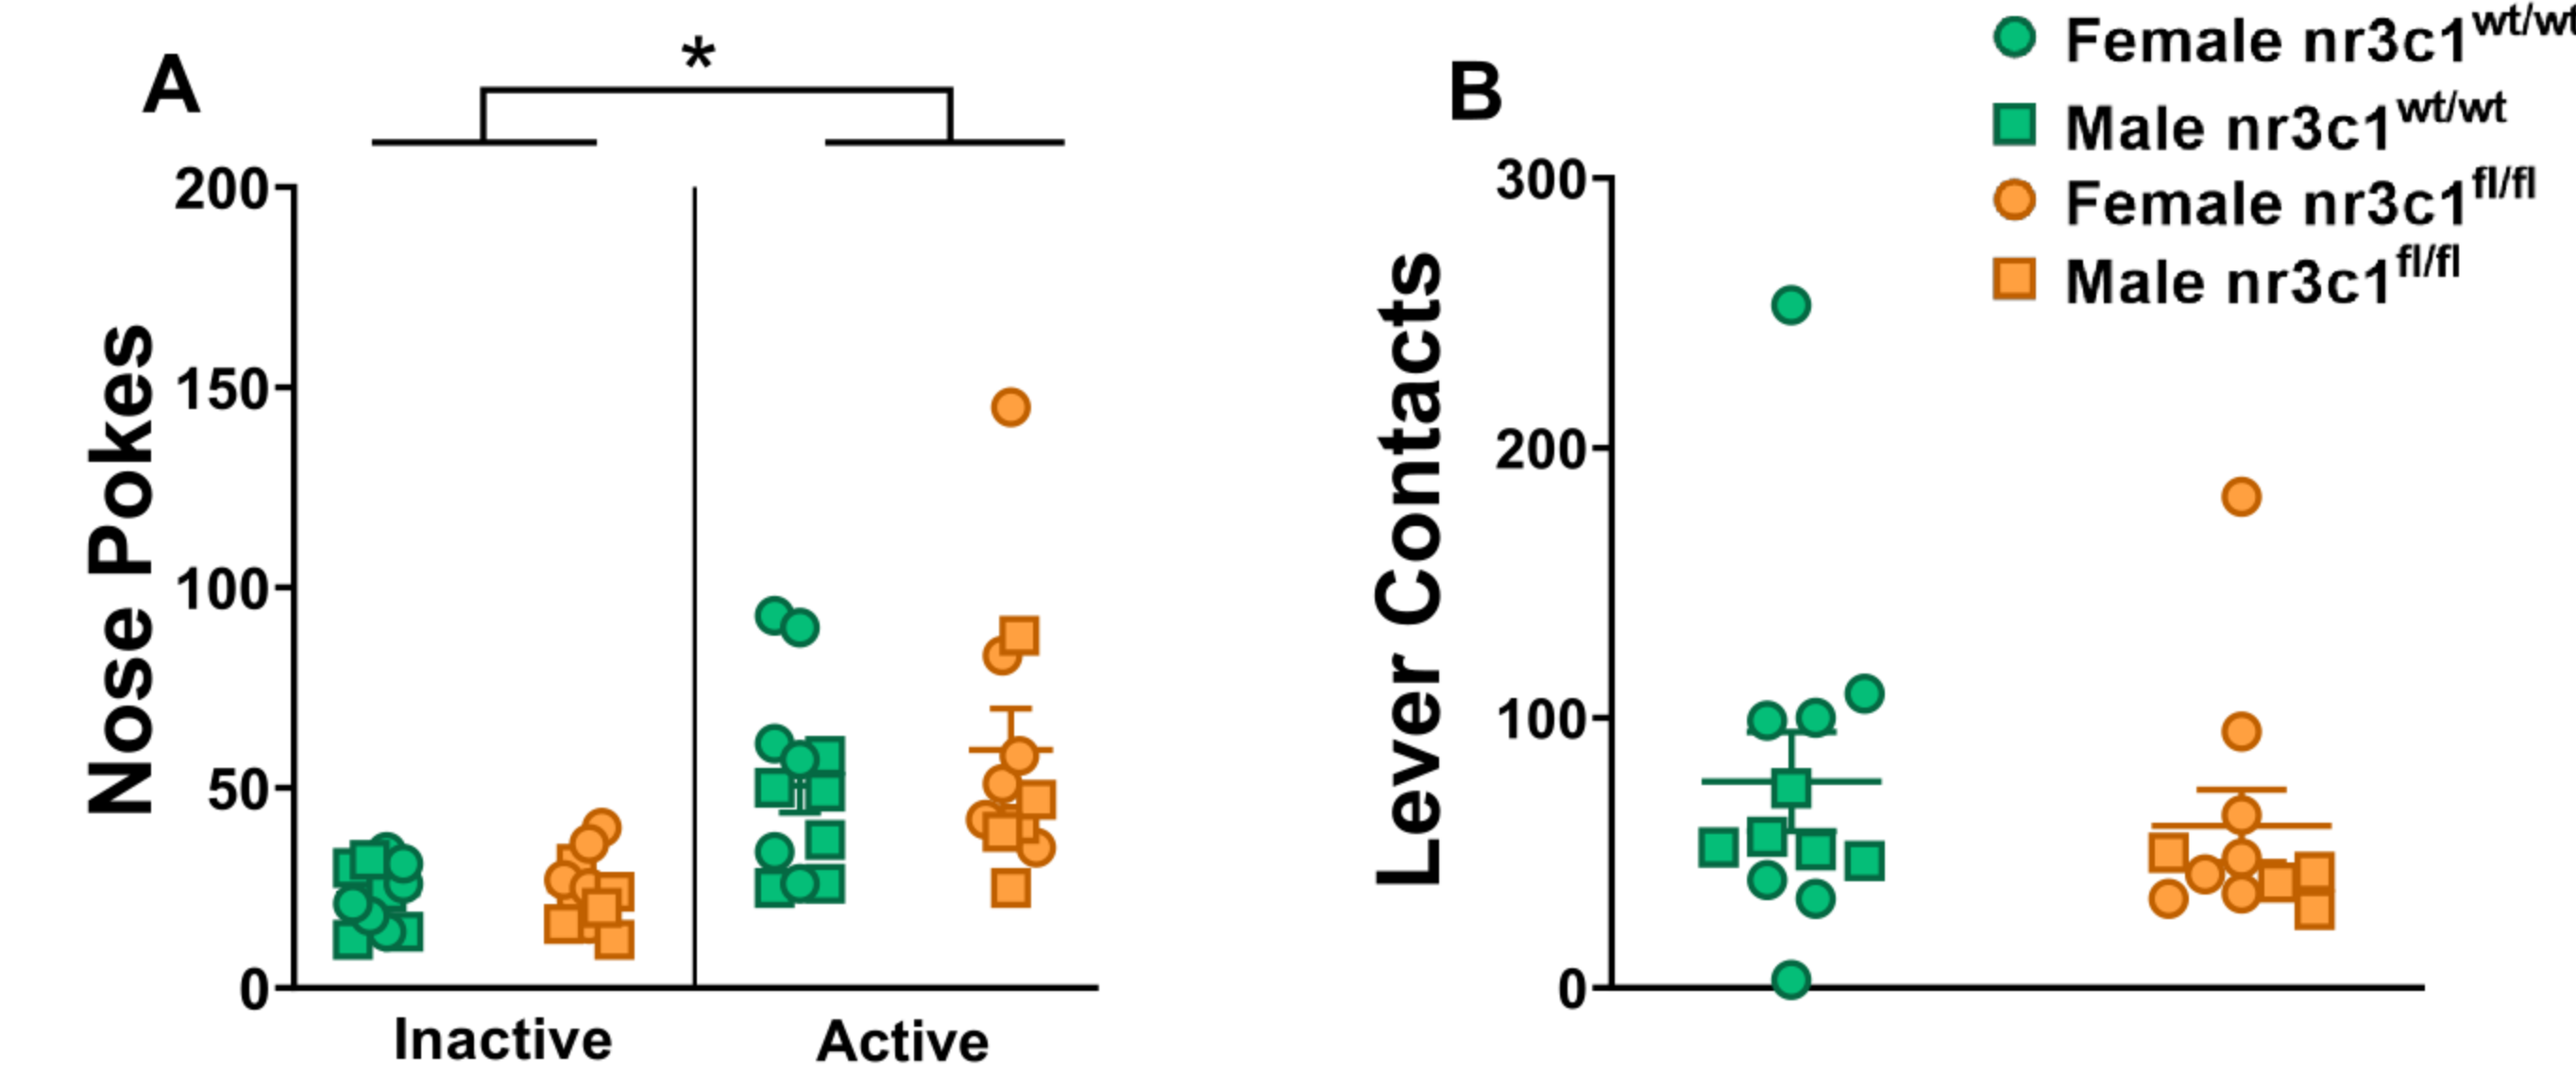 A
*
200
150
100
50
0
Nose Pokes
Inactive
Active
B
300
200
100
0
Lever Contacts
Female nr3c1wt/wt
Male nr3c1wt/wt
Female nr3c1fl/fl
Male nr3c1fl/fl